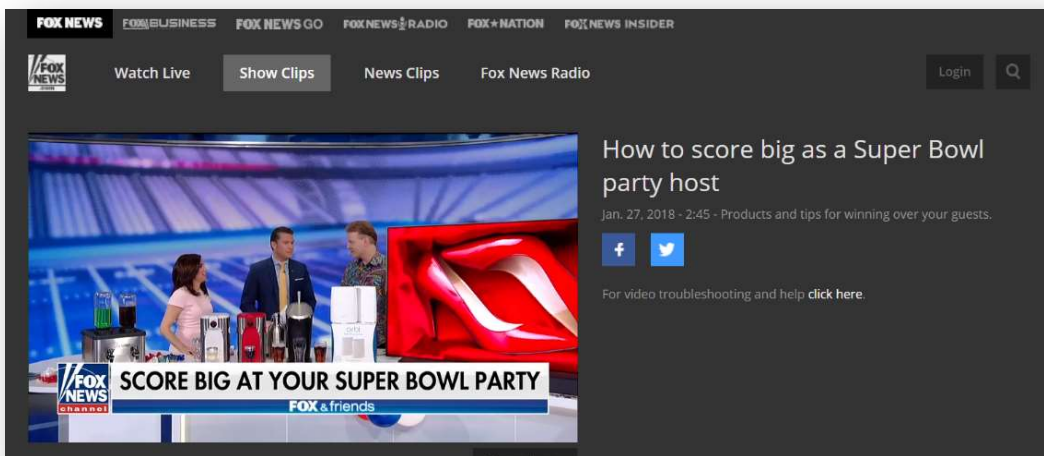 FOX NEWS FOX BUSINESS FOX NEWS GO FOX NEWS RADIO FOX NATION FOX NEWS INSIDER
FOX NEWS .com Watch Live Show Clips News Clips Fox News Radio Login
How to score big as a Super Bowl
party host
Jan. 27, 2018 - 2:45 - Products and tips for winning over your guests.
f
For video troubleshooting and help click here.
orbi
FOX NEWS channel
SCORE BIG AT YOUR SUPER BOWL PARTY
FOX & friends